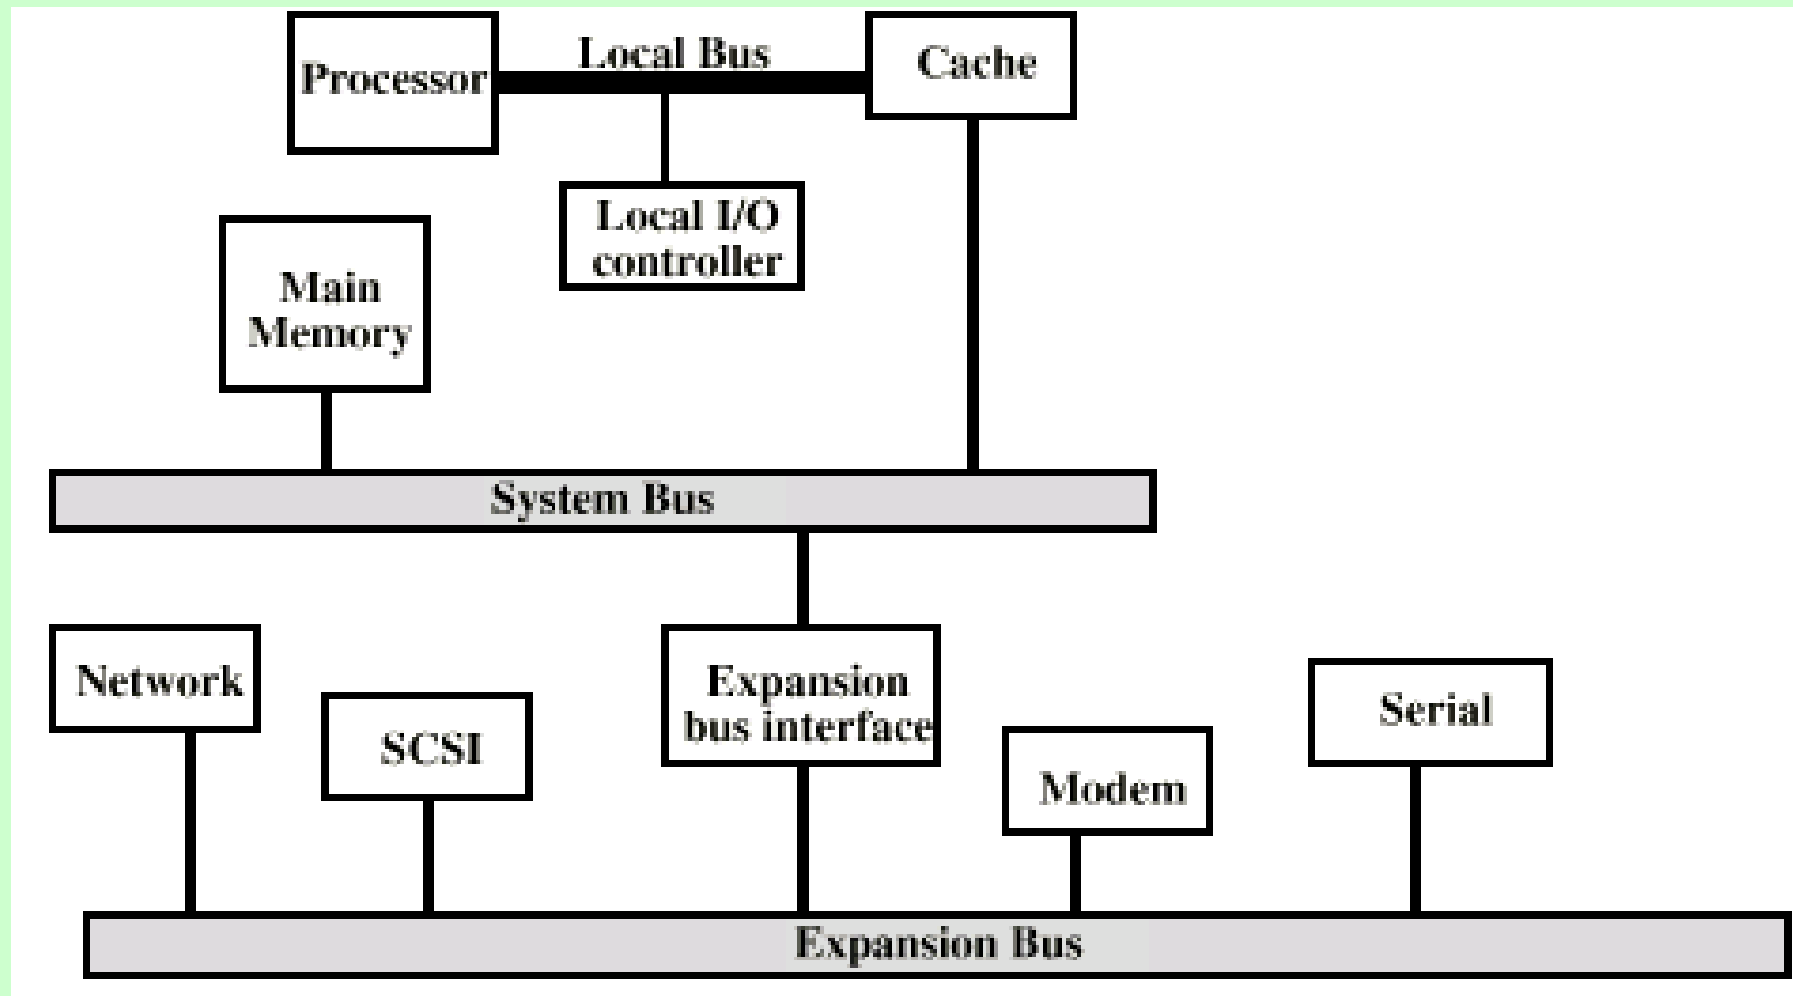 Local Bus
Processor
Cache
Local I/O
controller
Main
Memory
System Bus
Network
SCSI
Expansion
bus interface
Modem
Serial
Expansion Bus